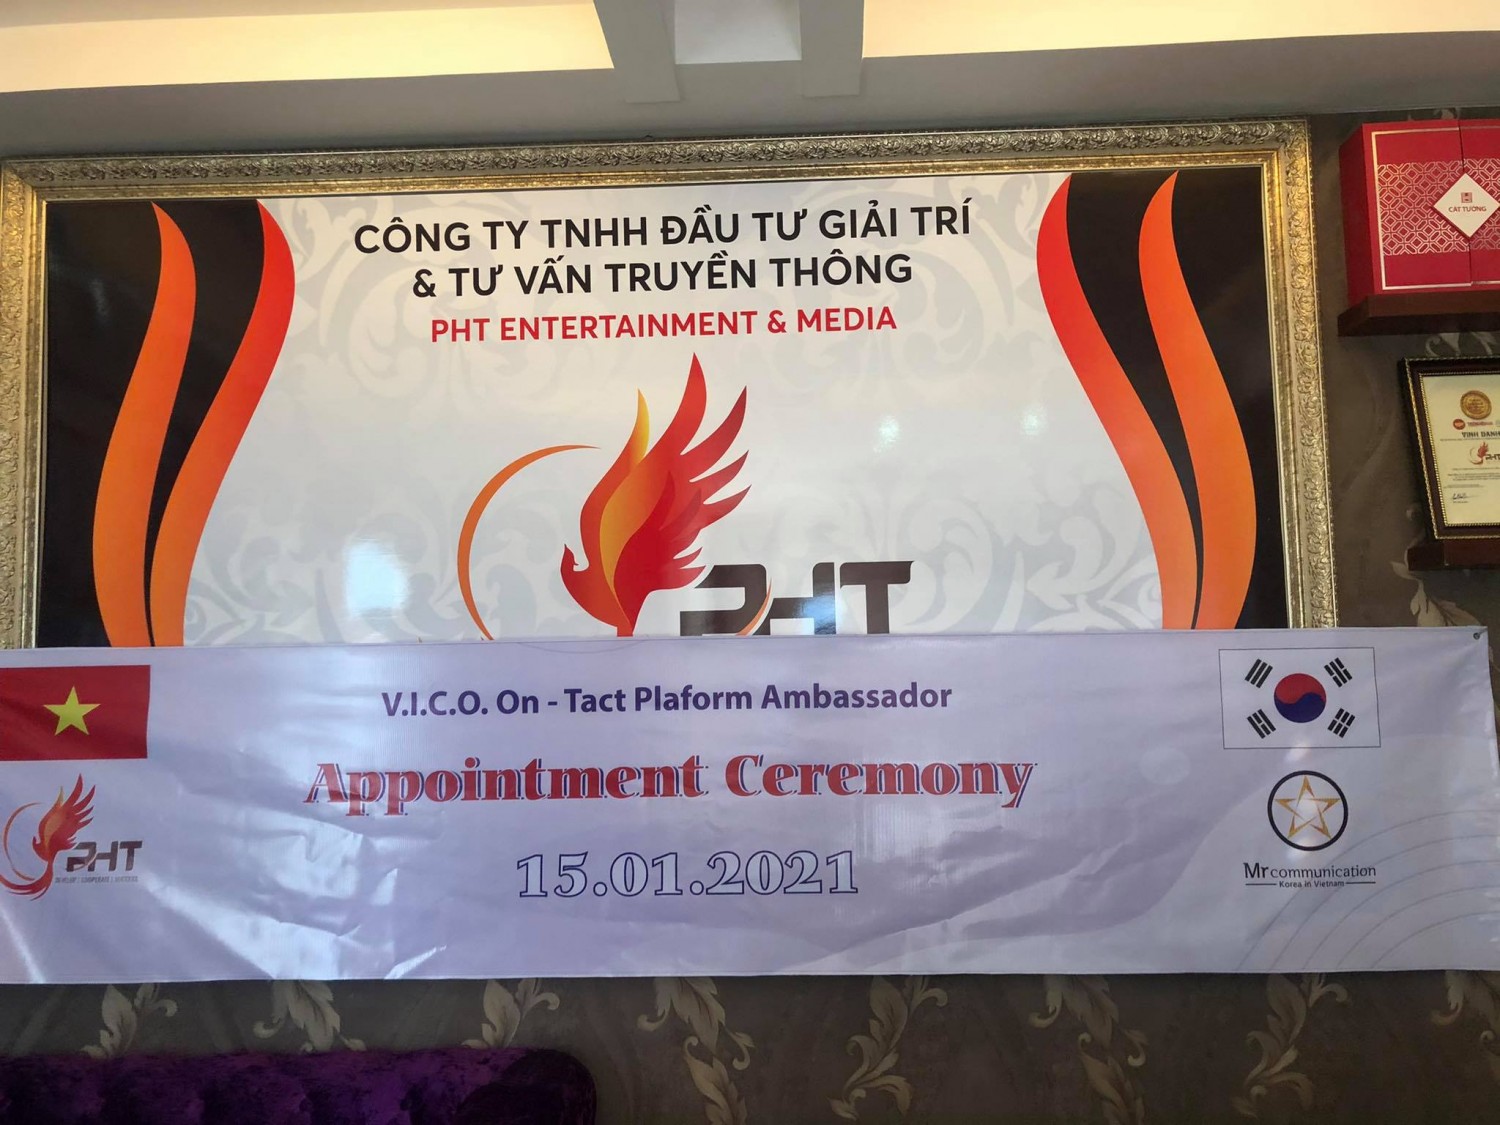 CÔNG TY TNHH ĐẦU TƯ GIẢI TRÍ
& TƯ VẤN TRUYỀN THÔNG
PHT ENTERTAINMENT & MEDIA
PHT
V.I.C.O. On - Tact Plaform Ambassador
Appointment Ceremony
15.01.2021
PHT
Mr communication
Korea in Vietnam
CÁT TƯỜNG
VINH DANH
PHT